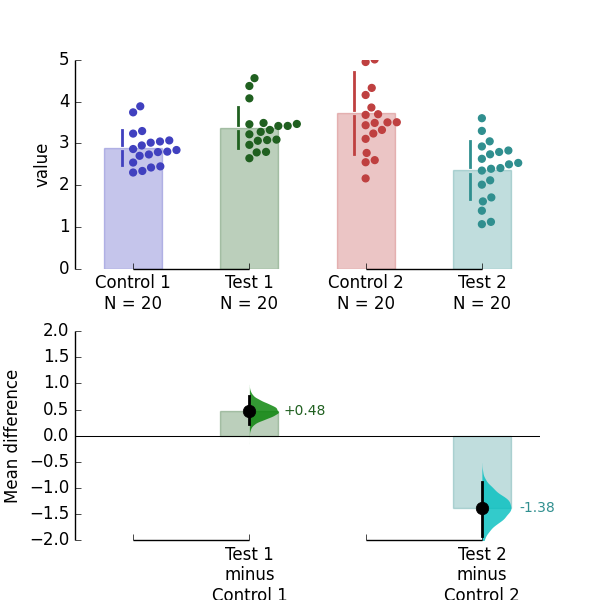 5
4
3
2
1
0
value
Control 1
N = 20
Test 1
N = 20
Control 2
N = 20
Test 2
N = 20
2.0
1.5
1.0
0.5
0.0
−0.5
−1.0
−1.5
−2.0
Mean difference
+0.48
-1.38
Test 1
minus
Control 1
Test 2
minus
Control 2